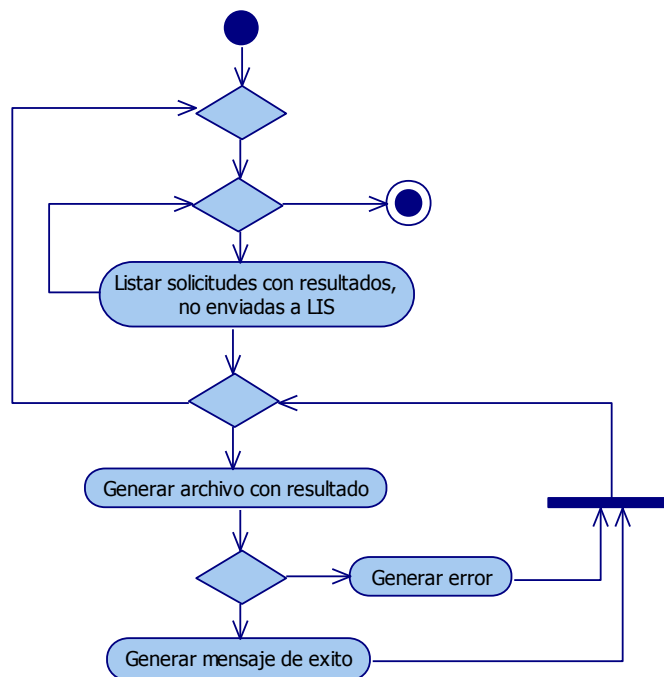 Listar solicitudes con resultados,
no enviadas a LIS
Generar archivo con resultado
Generar error
Generar mensaje de exito